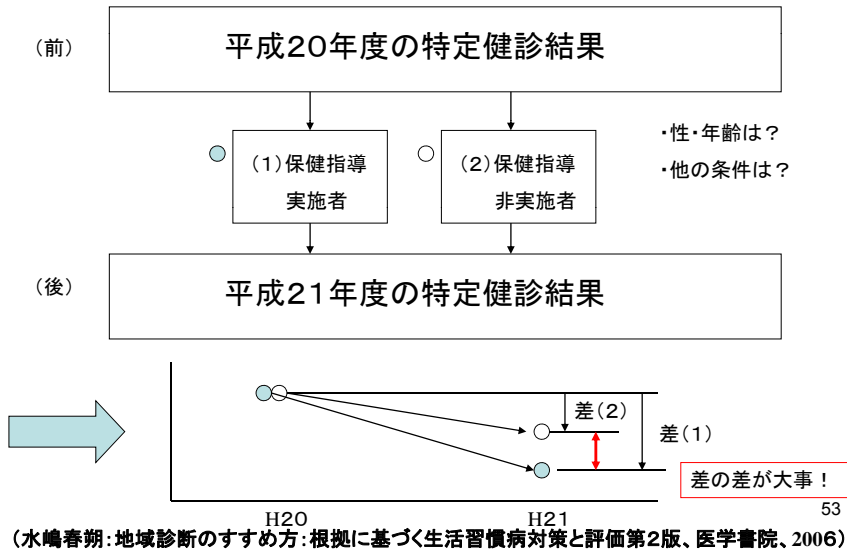 （前）
平成２０年度の特定健診結果
（１）保健指導
実施者
（２）保健指導
非実施者
・性・年齢は？
・他の条件は？
（後）
平成２１年度の特定健診結果
差（２）
差（１）
差の差が大事！
H20
H21
53
（水嶋春朔：地域診断のすすめ方：根拠に基づく生活習慣病対策と評価第２版、医学書院、2006）